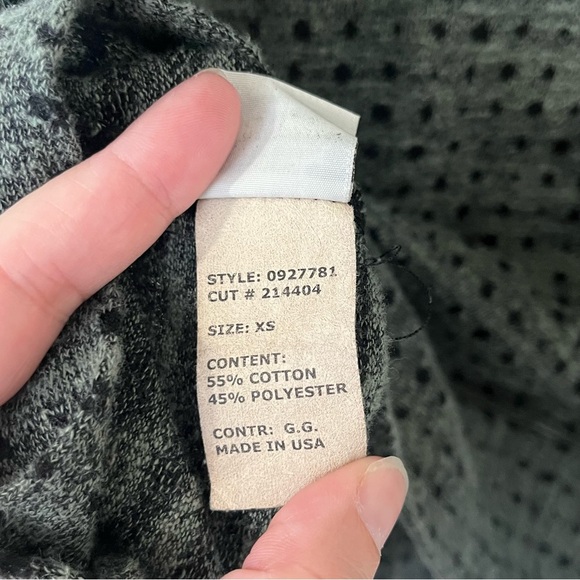 STYLE: 0927781
CUT # 214404
SIZE: XS
CONTENT:
55% COTTON
45% POLYESTER
CONTR: G.G.
MADE IN USA